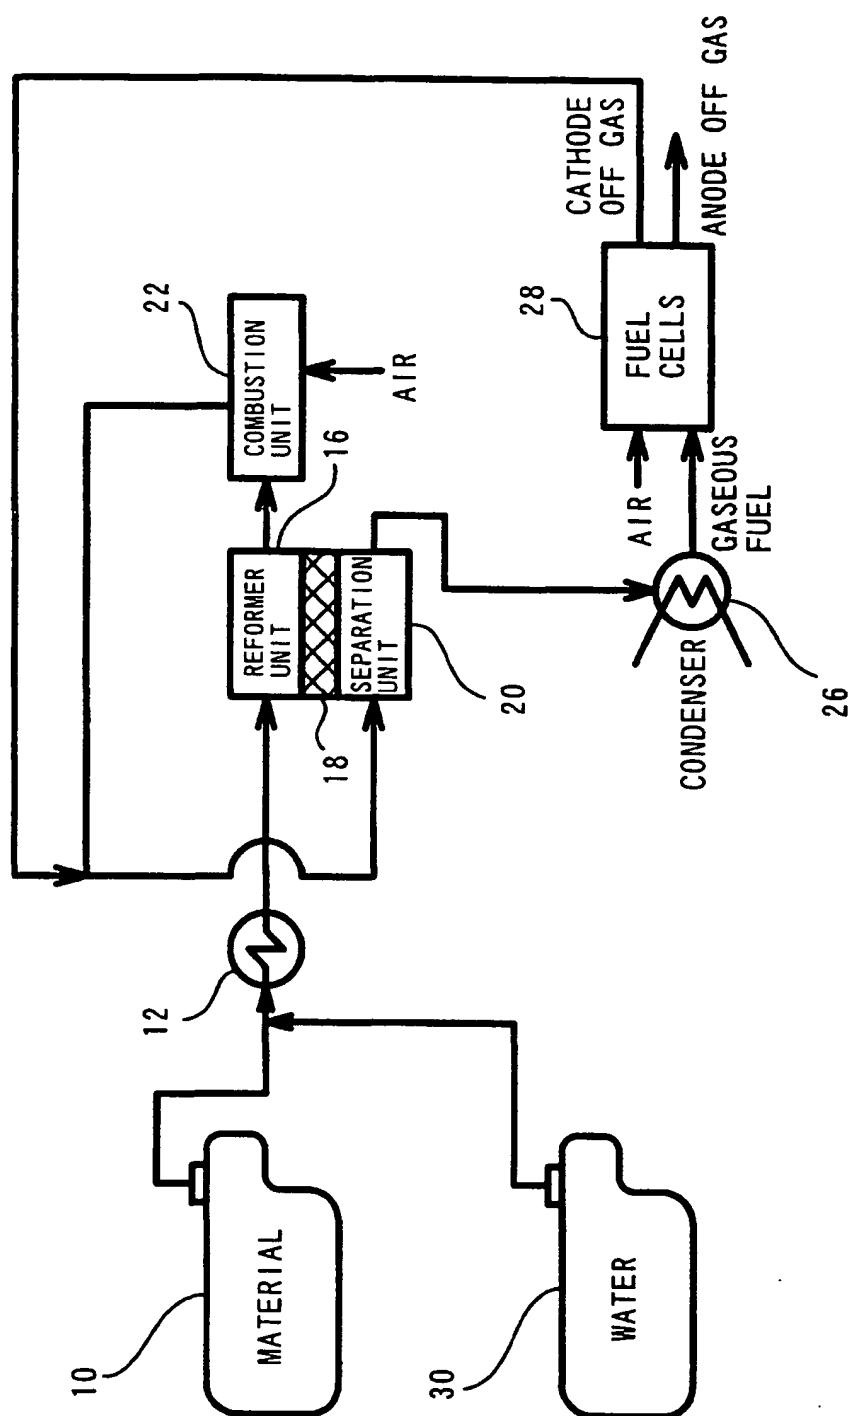 CATHODE
OFF GAS
ANODE OFF GAS
22
COMBUSTION
UNIT
AIR
28
FUEL
CELLS
16
REFORMER
UNIT
SEPARATION
UNIT
18
20
AIR
GASEOUS
FUEL
CONDENSER
26
12
10
MATERIAL
30
WATER